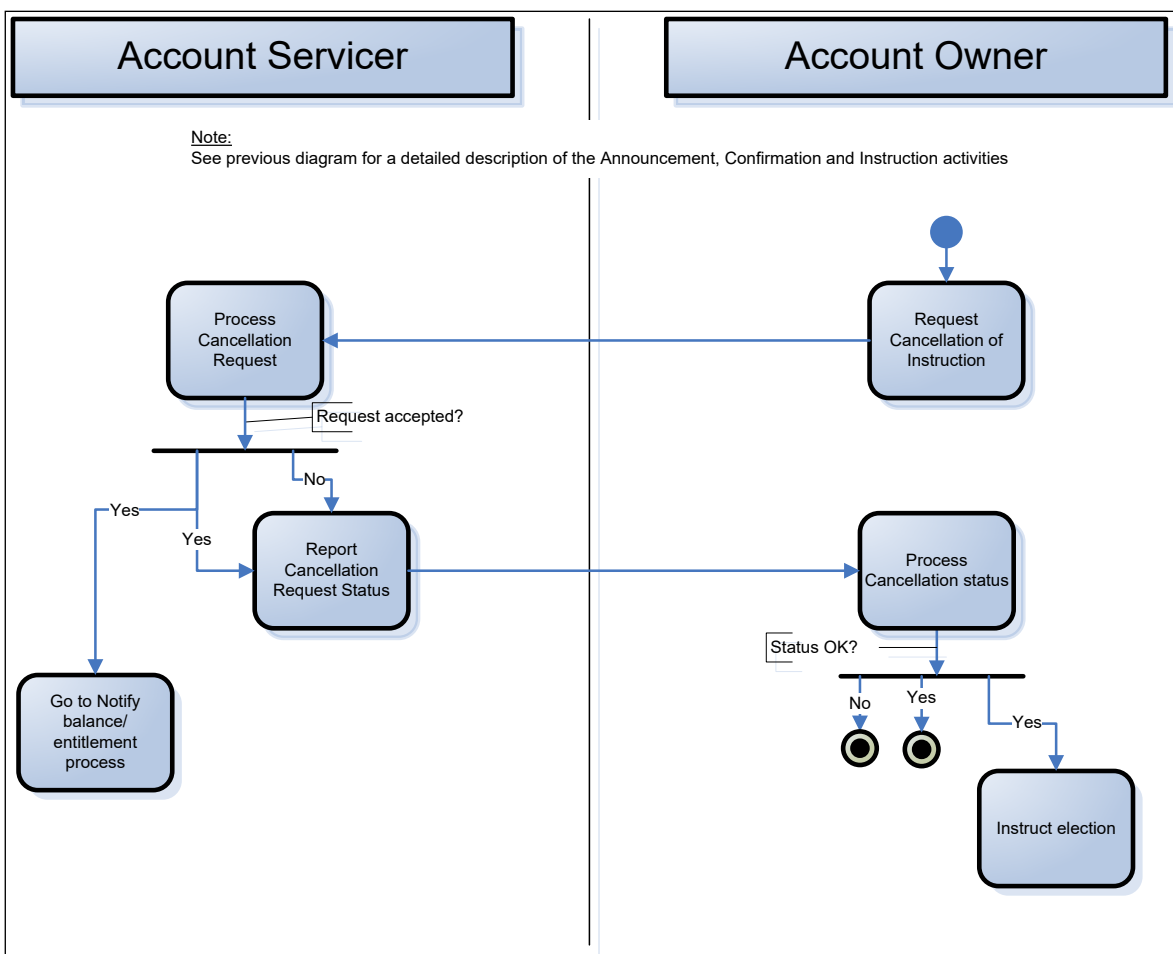 Account Servicer
Account Owner
Note:
See previous diagram for a detailed description of the Announcement, Confirmation and Instruction activities
Process
Cancellation
Request
Request
Cancellation of
Instruction
Request accepted?
No
Yes
Yes
Report
Cancellation
Request Status
Process
Cancellation status
Status OK?
No
Yes
Yes
Go to Notify
balance/
entitlement
process
Instruct election